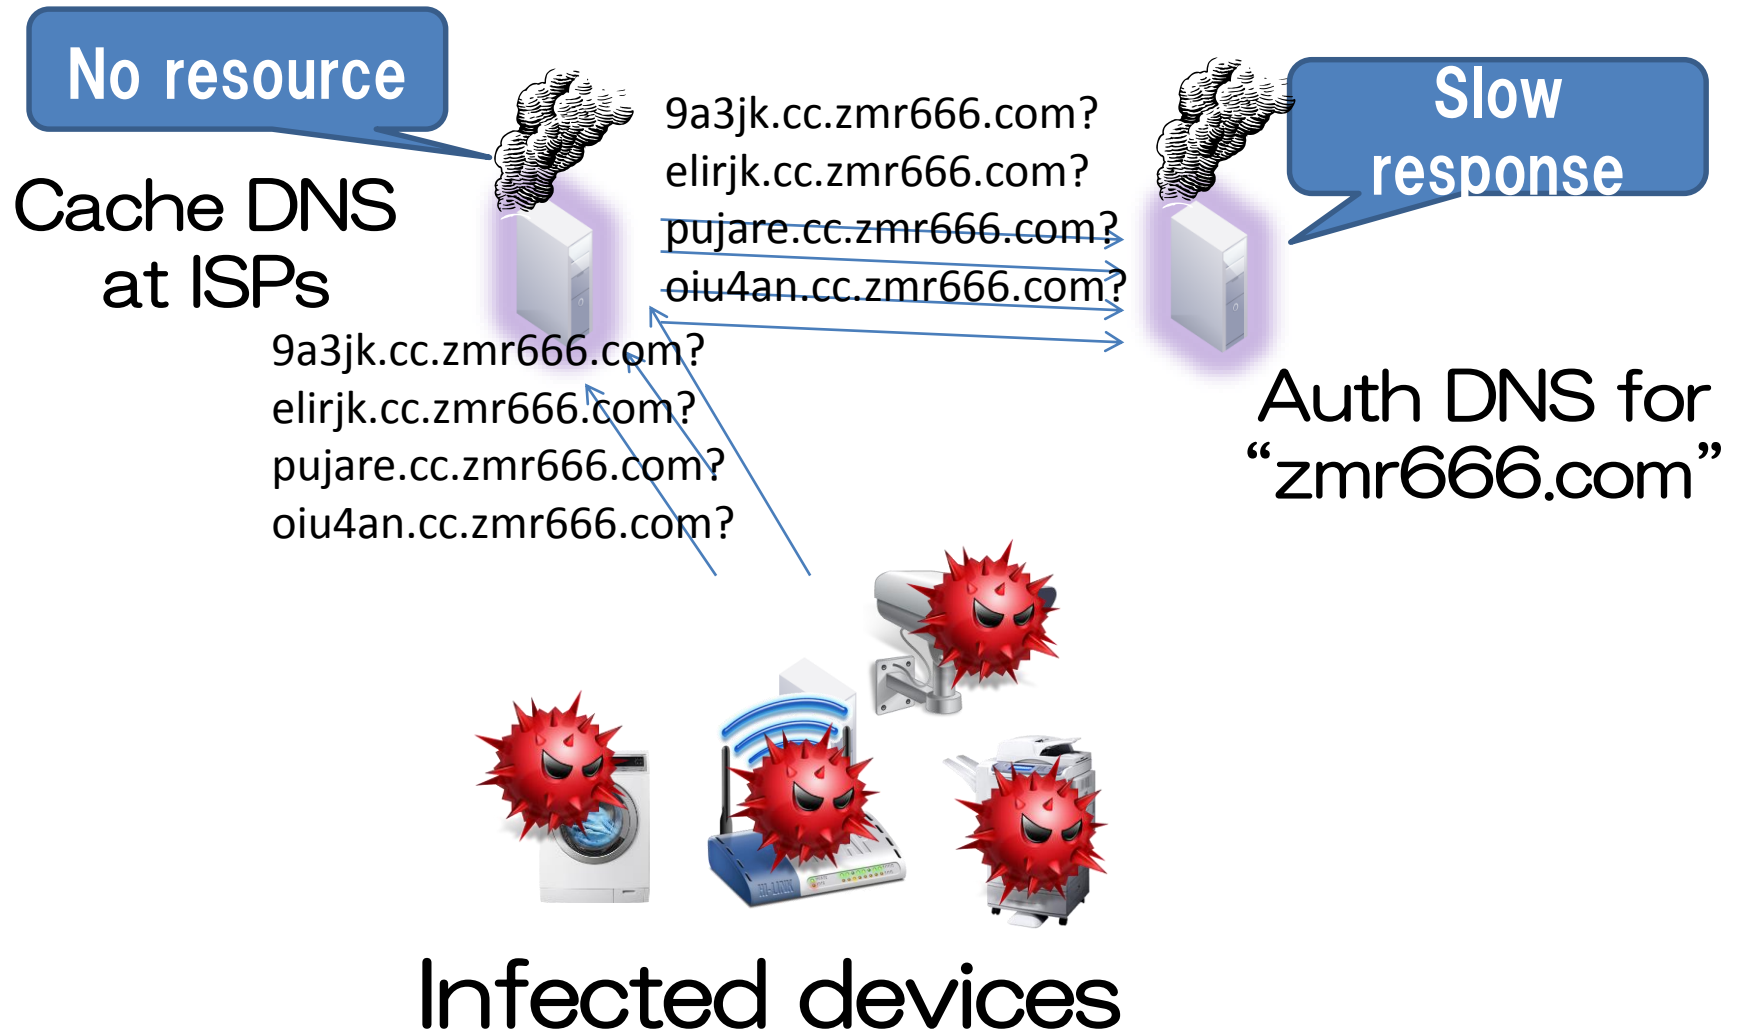 No resource
Slow
response
Cache DNS
at ISPs
9a3jk.cc.zmr666.com?
elirjk.cc.zmr666.com?
pujare.cc.zmr666.com?
oiu4an.cc.zmr666.com?
9a3jk.cc.zmr666.com?
elirjk.cc.zmr666.com?
pujare.cc.zmr666.com?
oiu4an.cc.zmr666.com?
Auth DNS for
“zmr666.com”
HI-LINK
Infected devices